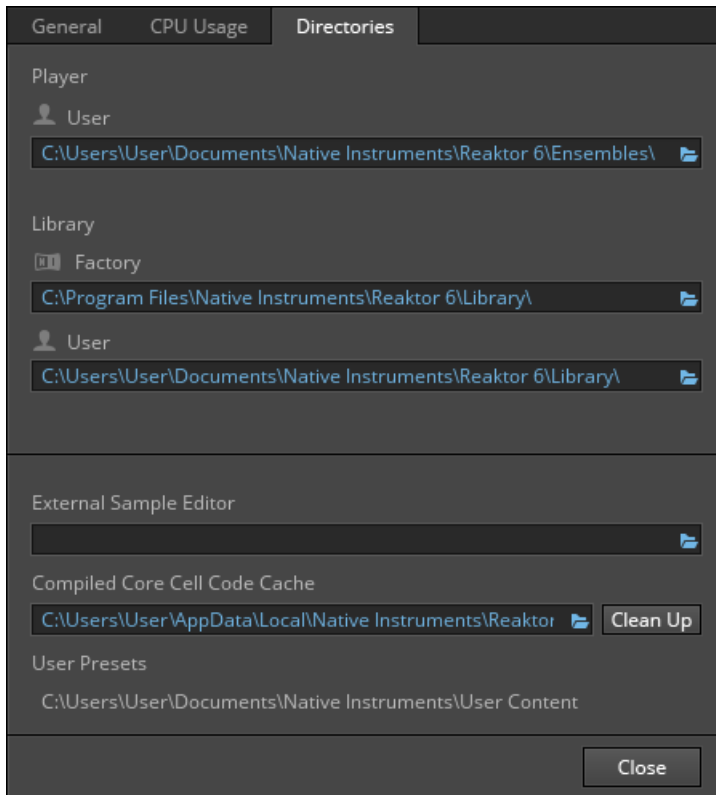 General CPU Usage Directories
Player
User
C:\Users\User\Documents\Native Instruments\Reaktor 6\Ensembles\
Library
NI Factory
C:\Program Files\Native Instruments\Reaktor 6\Library\
User
C:\Users\User\Documents\Native Instruments\Reaktor 6\Library\
External Sample Editor
Compiled Core Cell Code Cache
C:\Users\User\AppData\Local\Native Instruments\Reaktor Clean Up
User Presets
C:\Users\User\Documents\Native Instruments\User Content
Close